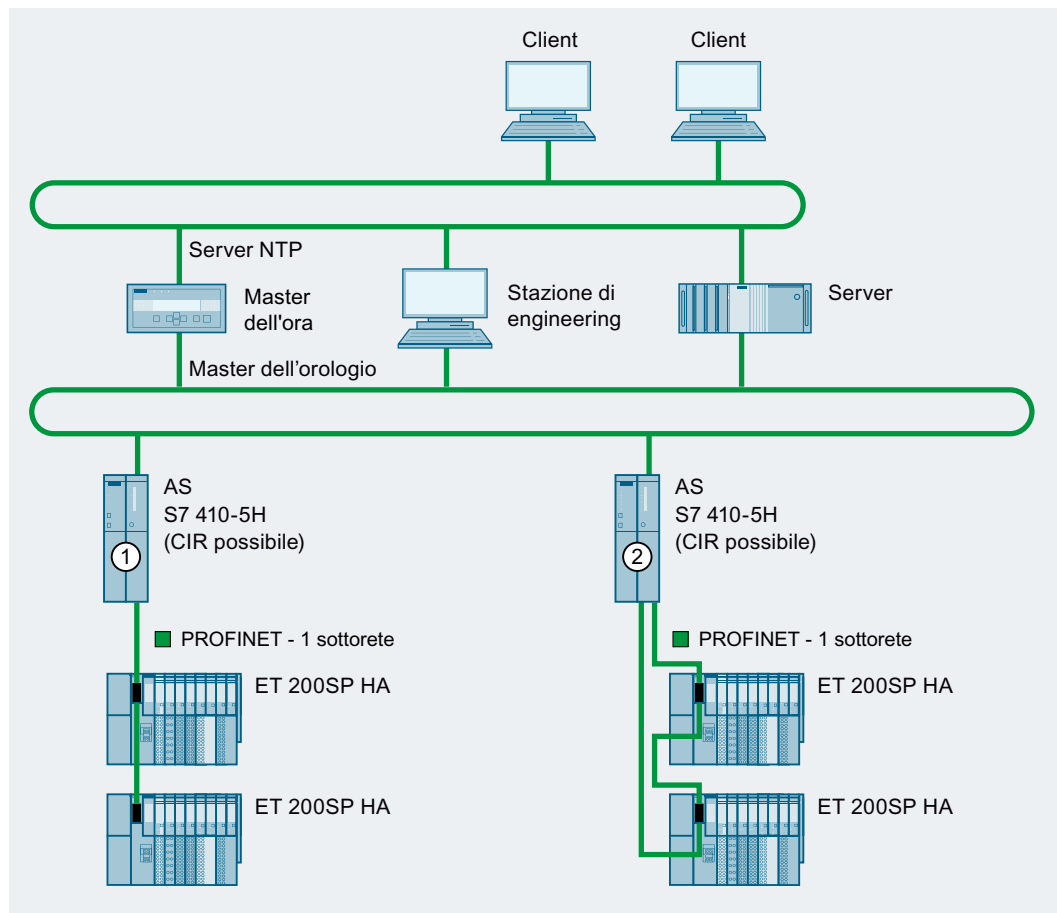 Client
Client
Server NTP
Master
dell'ora
Stazione di
engineering
Server
Master dell’orologio
AS
S7 410-5H
(CIR possibile)
1
AS
S7 410-5H
(CIR possibile)
2
PROFINET - 1 sottorete
PROFINET - 1 sottorete
ET 200SP HA
ET 200SP HA
ET 200SP HA
ET 200SP HA